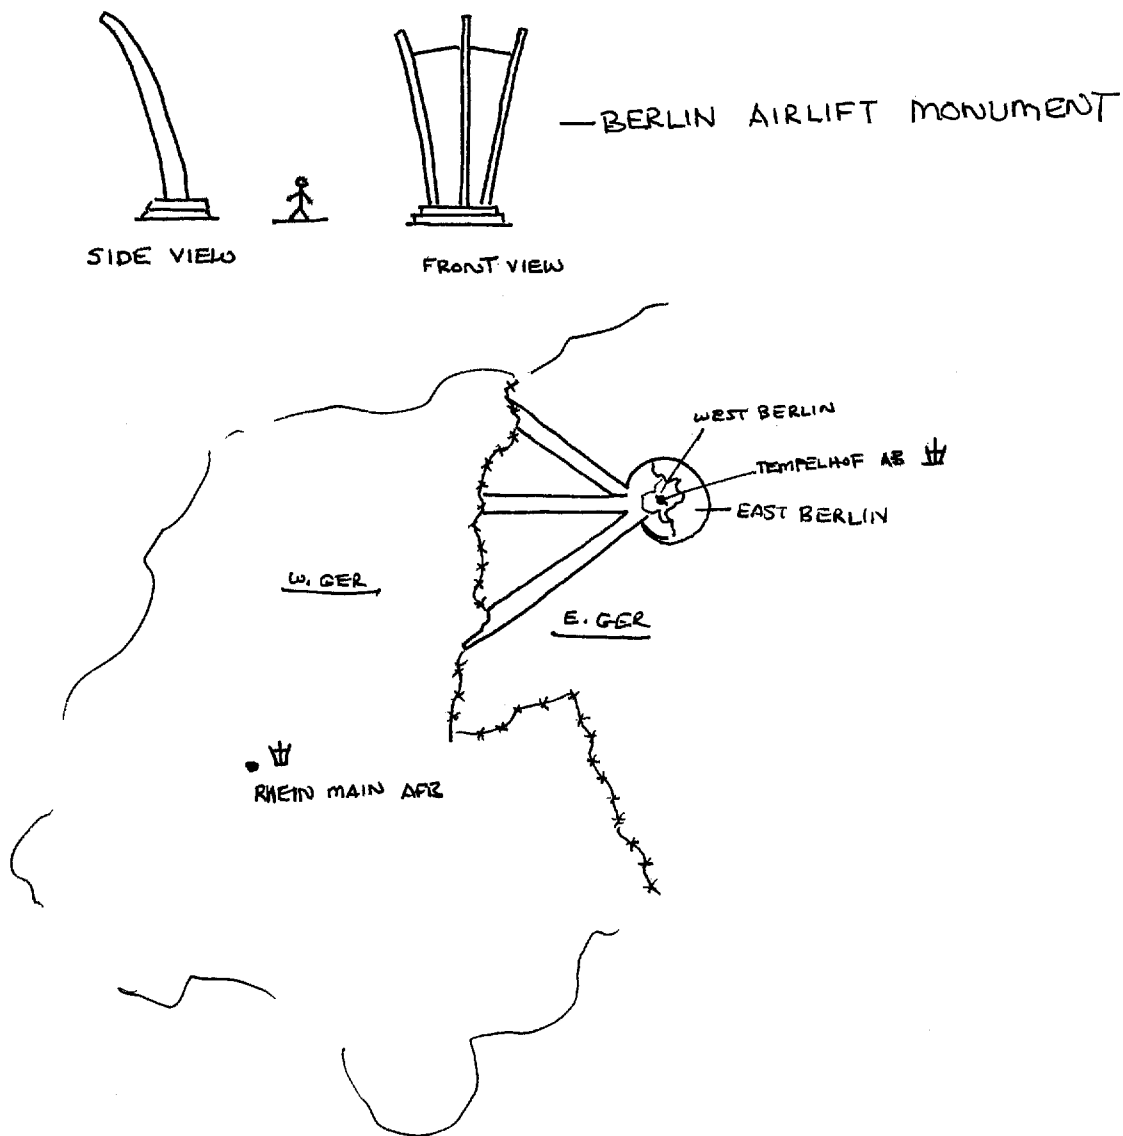 —BERLIN AIRLIFT MONUMENT
SIDE VIEW
FRONT VIEW
WEST BERLIN
TEMPELHOF AB
EAST BERLIN
W. GER
E. GER
RHEIN MAIN AFB